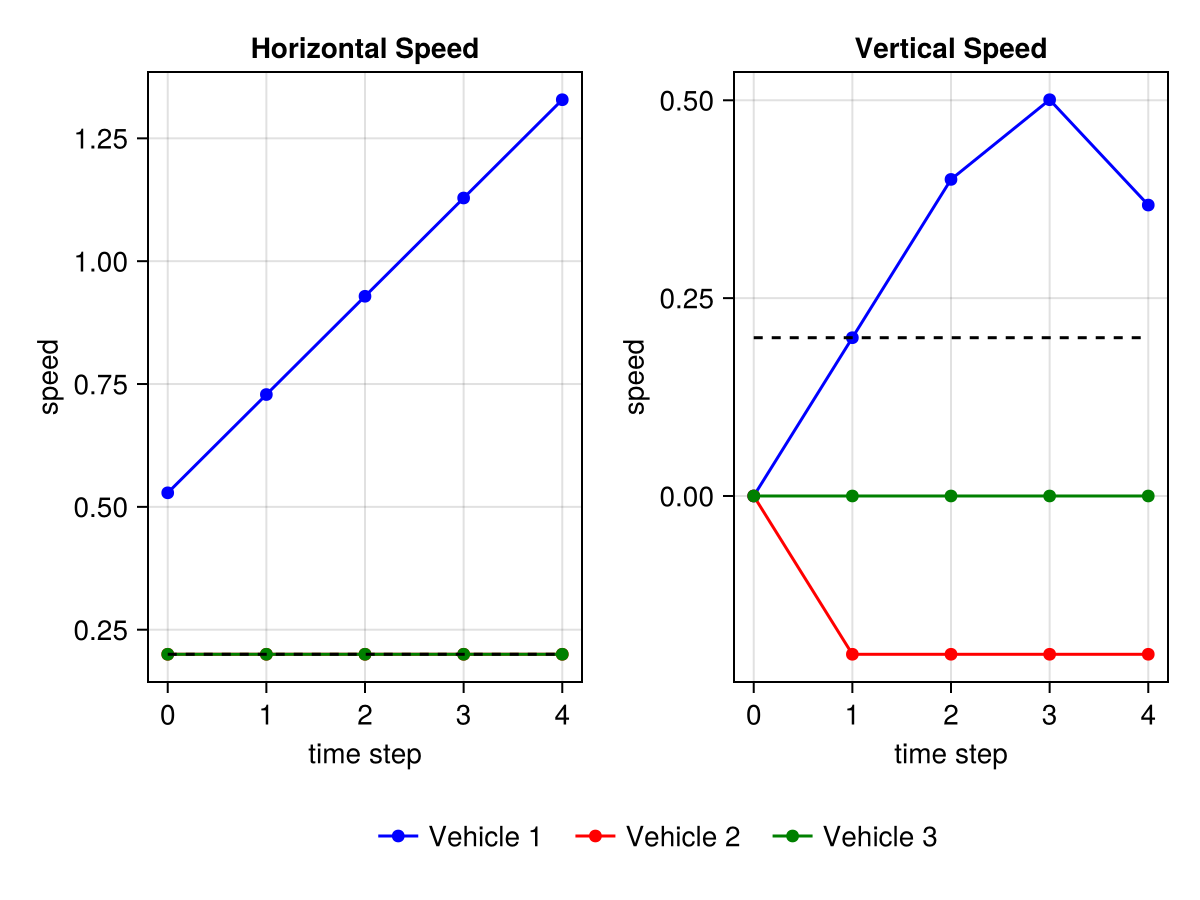 Horizontal Speed
1.25
1.00
0.75
0.50
0.25
speed
0 1 2 3 4
time step
Vertical Speed
0.50
0.25
0.00
speed
0 1 2 3 4
time step
Vehicle 1 Vehicle 2 Vehicle 3